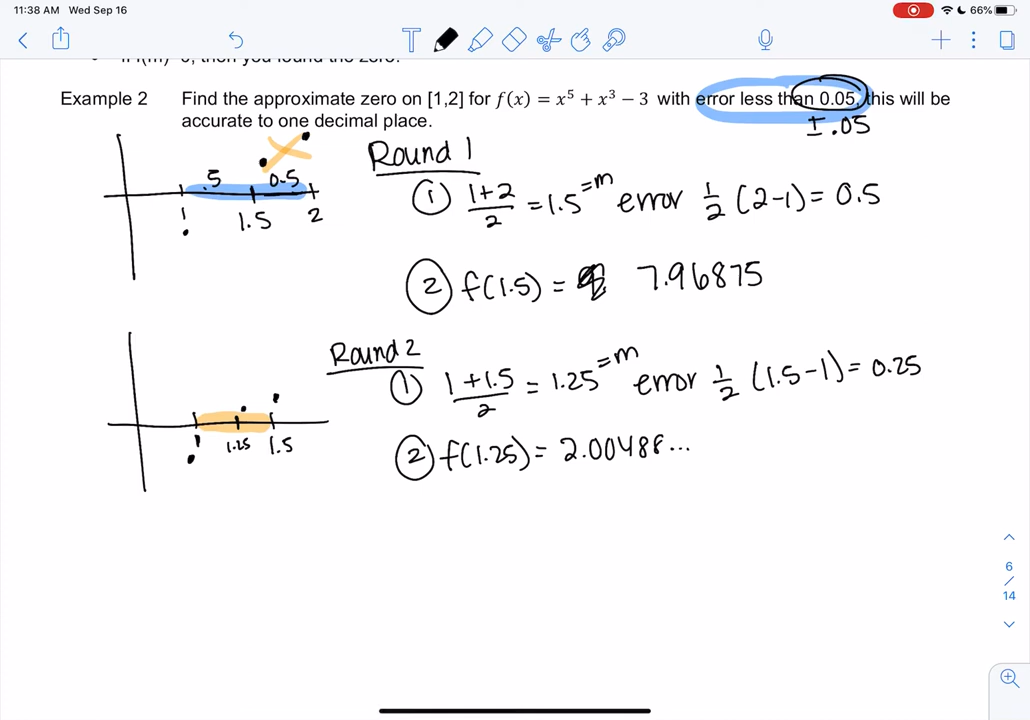 11:38 AM Wed Sep 16
66%
T
Example 2 Find the approximate zero on [1,2] for f(x) = x⁵ + x³ − 3 with error less than 0.05, this will be
accurate to one decimal place.
± .05
Round 1
.5 0.5
1 1.5 2
① (1+2)/2 = 1.5 = m error 1/2 (2-1) = 0.5
② f(1.5) = 7.96875
Round 2
① (1+1.5)/2 = 1.25 = m error 1/2 (1.5-1) = 0.25
1 1.25 1.5
② f(1.25) = 2.00488...
6
/
14